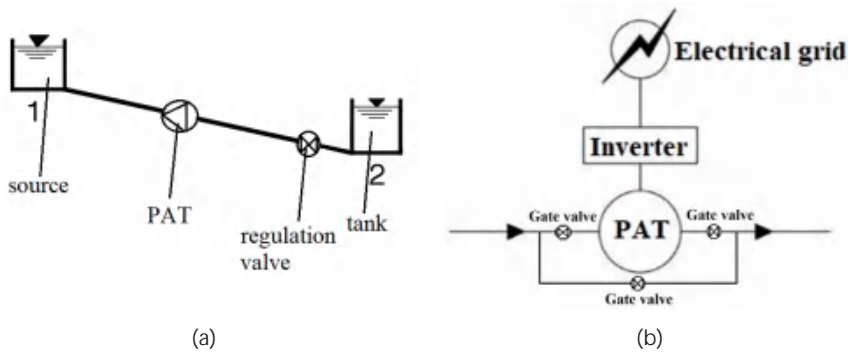 1
source
PAT
regulation
valve
2
tank
(a)
Electrical grid
Inverter
Gate valve
PAT
Gate valve
Gate valve
(b)